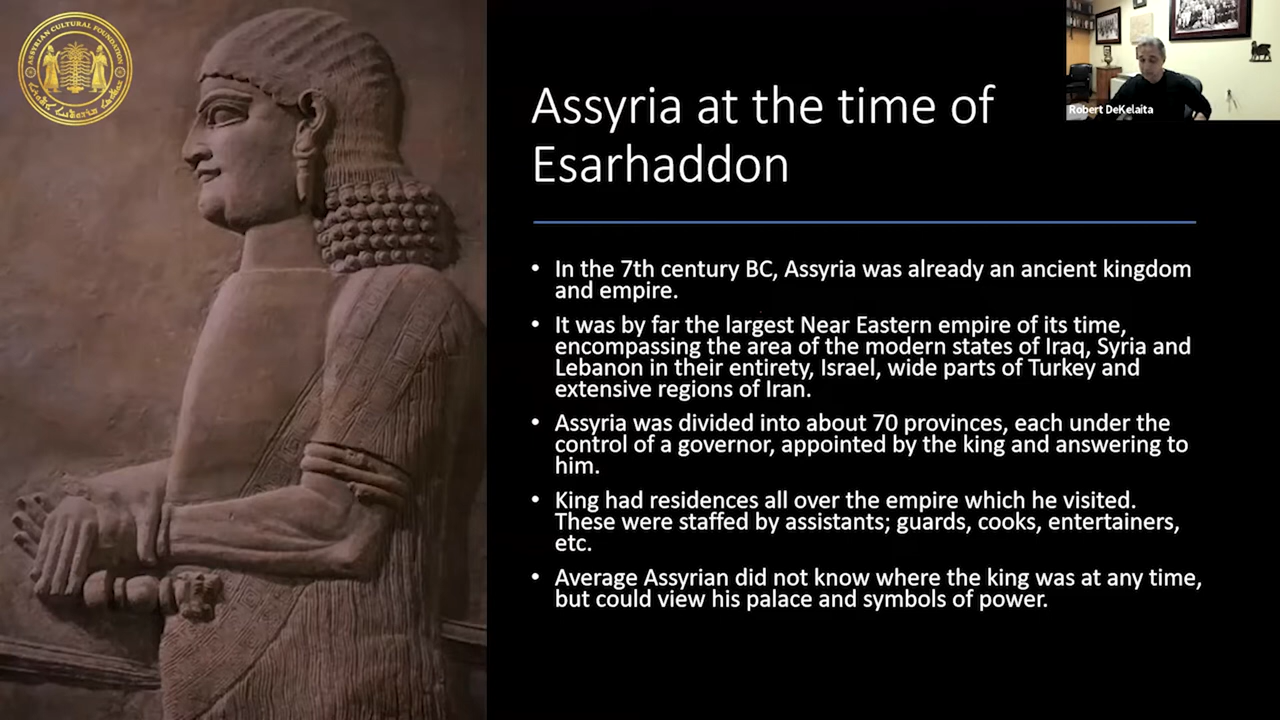 ASSYRIAN CULTURAL FOUNDATION
Robert DeKelaita
Assyria at the time of
Esarhaddon
• In the 7th century BC, Assyria was already an ancient kingdom
and empire.
• It was by far the largest Near Eastern empire of its time,
encompassing the area of the modern states of Iraq, Syria and
Lebanon in their entirety, Israel, wide parts of Turkey and
extensive regions of Iran.
• Assyria was divided into about 70 provinces, each under the
control of a governor, appointed by the king and answering to
him.
• King had residences all over the empire which he visited.
These were staffed by assistants; guards, cooks, entertainers,
etc.
• Average Assyrian did not know where the king was at any time,
but could view his palace and symbols of power.